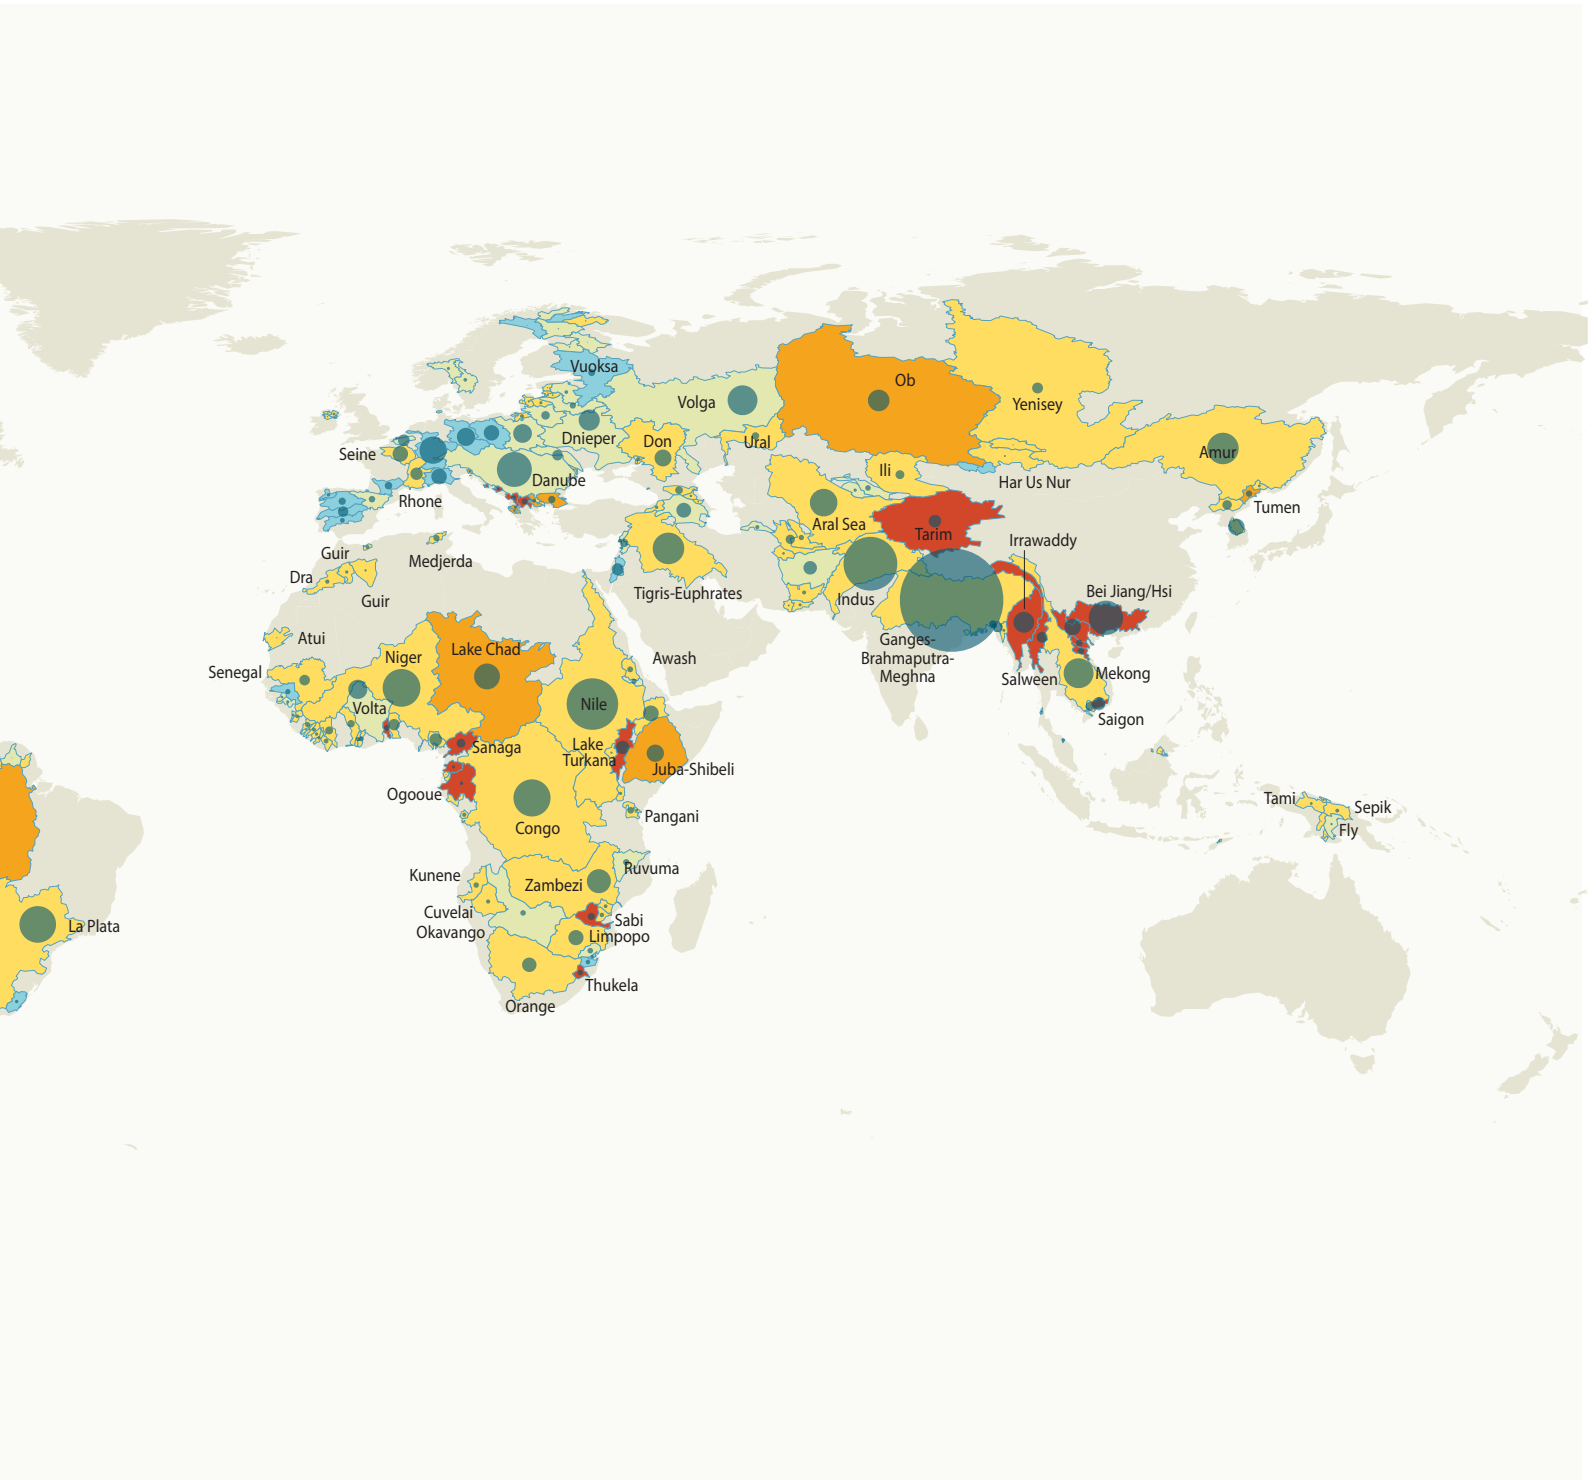 Vuoksa
Ob
Volga
Yenisey
Dnieper
Don
Ural
Seine
Amur
Ili
Danube
Har Us Nur
Rhone
Tumen
Aral Sea
Tarim
Irrawaddy
Guir
Medjerda
Dra
Tigris-Euphrates
Bei Jiang/Hsi
Indus
Guir
Atui
Ganges-
Brahmaputra-
Meghna
Lake Chad
Niger
Awash
Senegal
Mekong
Salween
Nile
Volta
Saigon
Sanaga
Lake
Turkana
Juba-Shibeli
Ogooue
Tami
Sepik
Pangani
Congo
Fly
Ruvuma
Kunene
Zambezi
Cuvelai
Sabi
La Plata
Okavango
Limpopo
Thukela
Orange